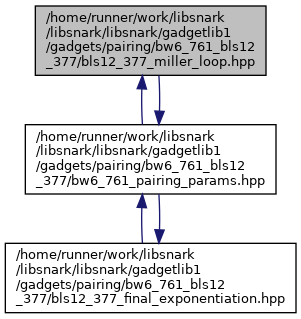 /home/runner/work/libsnark
/libsnark/libsnark/gadgetlib1
/gadgets/pairing/bw6_761_bls12
_377/bls12_377_miller_loop.hpp
/home/runner/work/libsnark
/libsnark/libsnark/gadgetlib1
/gadgets/pairing/bw6_761_bls12
_377/bw6_761_pairing_params.hpp
/home/runner/work/libsnark
/libsnark/libsnark/gadgetlib1
/gadgets/pairing/bw6_761_bls12
_377/bls12_377_final_exponentiation.hpp